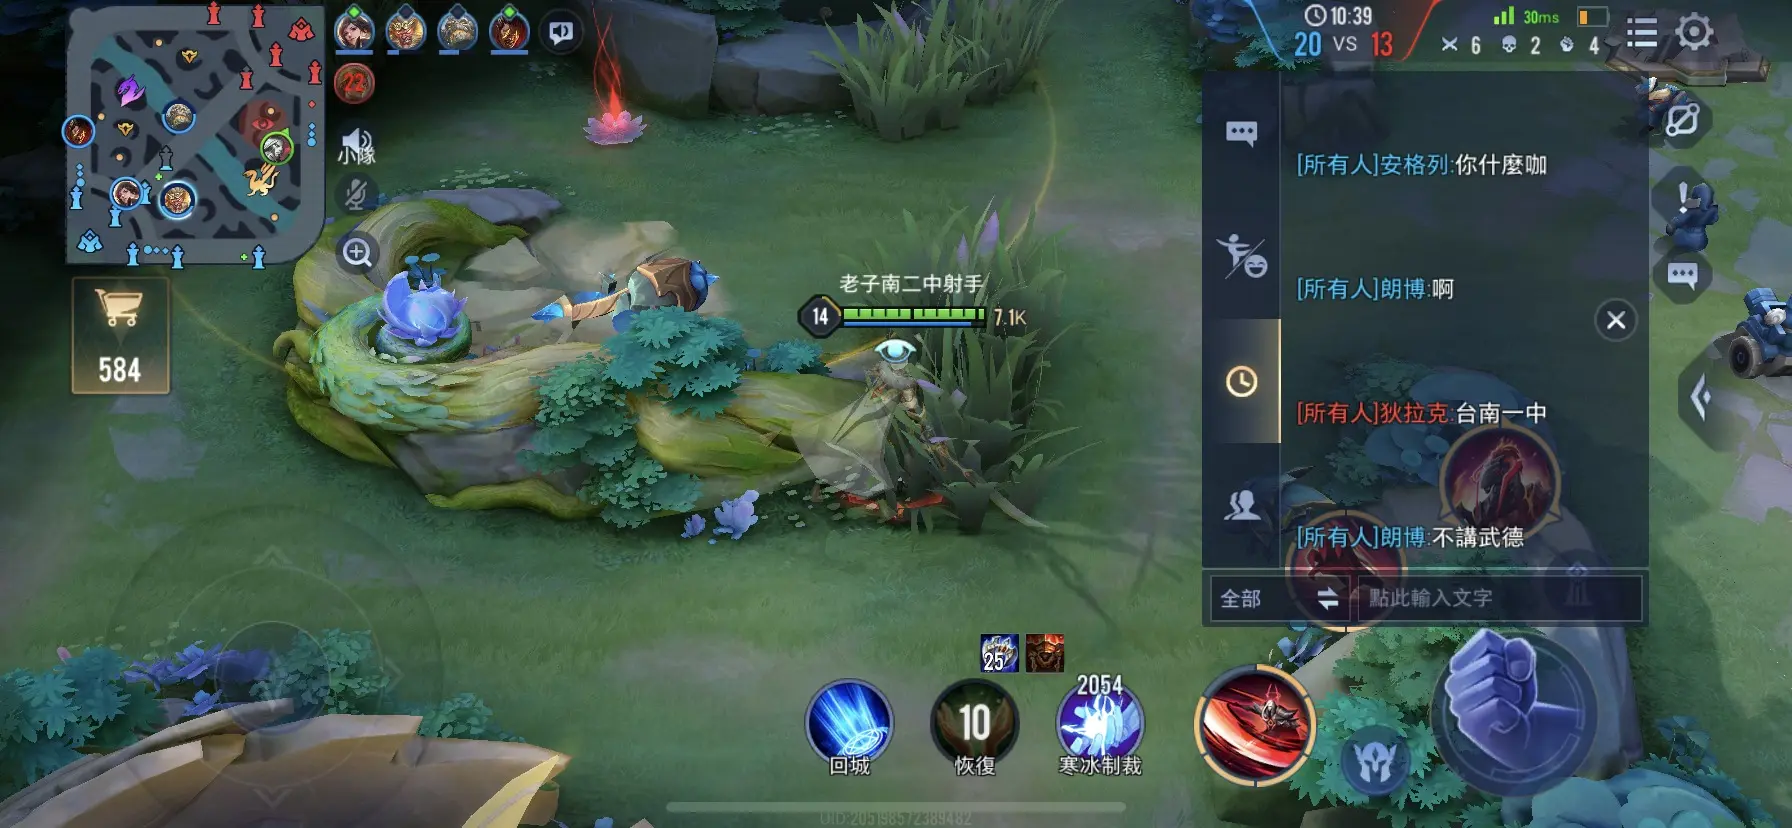 10:39
30ms
20 VS 13
6
2
4
22
小隊
[所有人]安格列:你什麼咖
[所有人]朗博:啊
[所有人]狄拉克:台南一中
[所有人]朗博:不講武德
老子南二中射手
14
7.1K
584
全部
點此輸入文字
25
10
2054
回城
恢復
寒冰制裁
UID:205198572389482